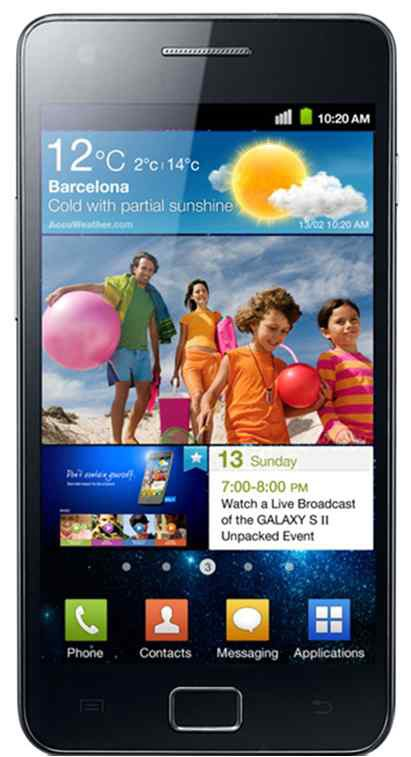 10:20 AM
12°C 2°C | 14°C
Barcelona
Cold with partial sunshine
AccuWeather.com 13/02 10:20 AM
Don't contain yourself.
13 Sunday
7:00-8:00 PM
Watch a Live Broadcast
of the GALAXY S II
Unpacked Event
3
Phone Contacts Messaging Applications